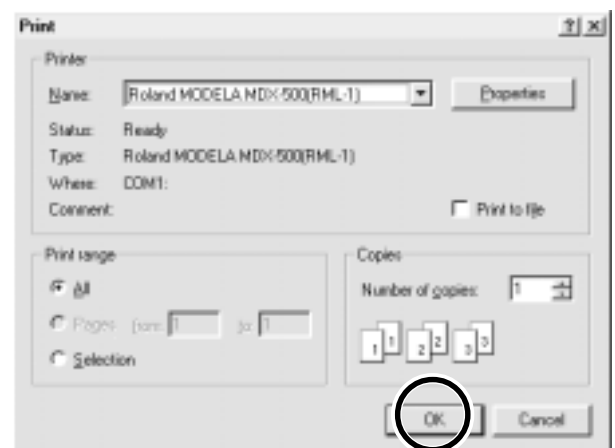 Print
Printer
Name: Roland MODELA MDX-500(RML-1) Properties
Status: Ready
Type: Roland MODELA MDX-500(RML-1)
Where: COM1:
Comment: Print to file
Print range
All
Pages from: 1 to: 1
Selection
Copies
Number of copies: 1
1 1 2 2 3 3
OK Cancel